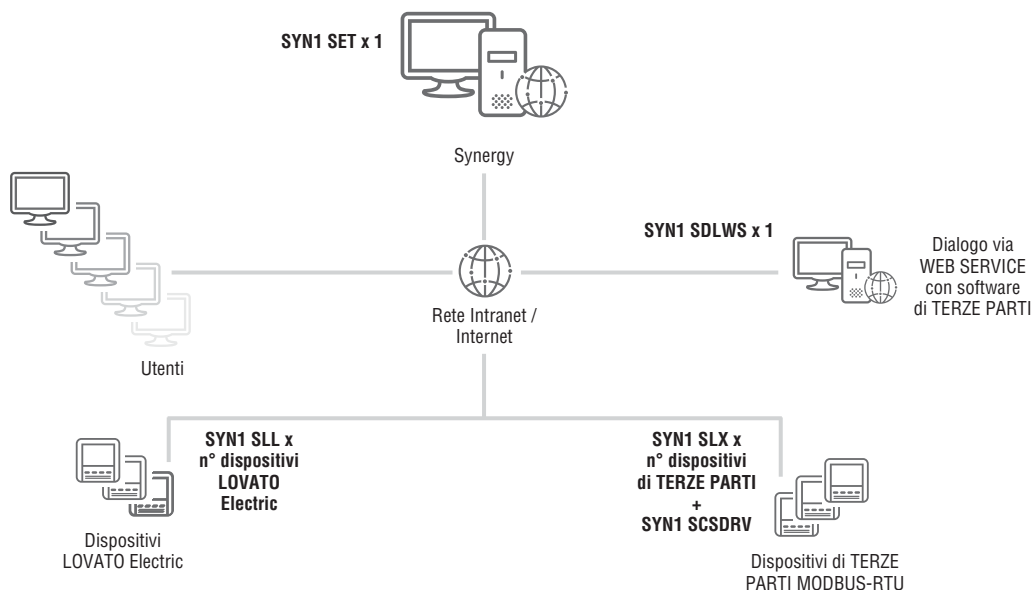 SYN1 SET x 1
Synergy
SYN1 SDLWS x 1
Dialogo via
WEB SERVICE
con software
di TERZE PARTI
Rete Intranet /
Internet
Utenti
SYN1 SLL x
n° dispositivi
LOVATO
Electric
SYN1 SLX x
n° dispositivi
di TERZE PARTI
+
SYN1 SCSDRV
Dispositivi
LOVATO Electric
Dispositivi di TERZE
PARTI MODBUS-RTU